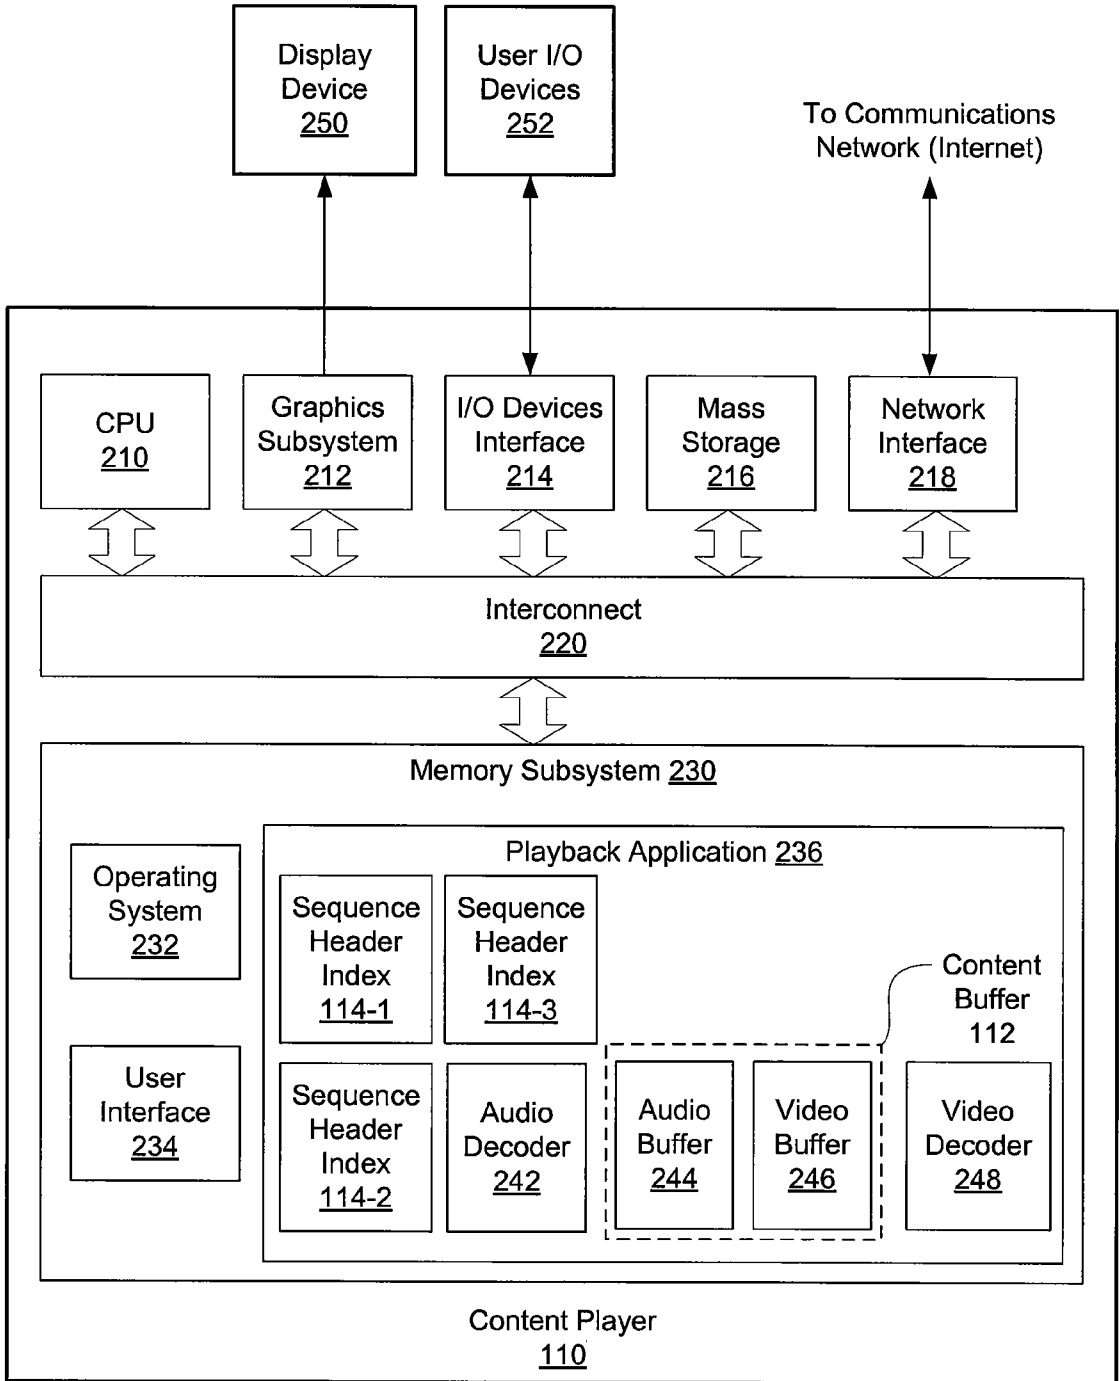 Display
Device
250
User I/O
Devices
252
To Communications
Network (Internet)
CPU
210
Graphics
Subsystem
212
I/O Devices
Interface
214
Mass
Storage
216
Network
Interface
218
Interconnect
220
Memory Subsystem 230
Operating
System
232
User
Interface
234
Playback Application 236
Sequence
Header
Index
114-1
Sequence
Header
Index
114-3
Content
Buffer
112
Sequence
Header
Index
114-2
Audio
Decoder
242
Audio
Buffer
244
Video
Buffer
246
Video
Decoder
248
Content Player
110